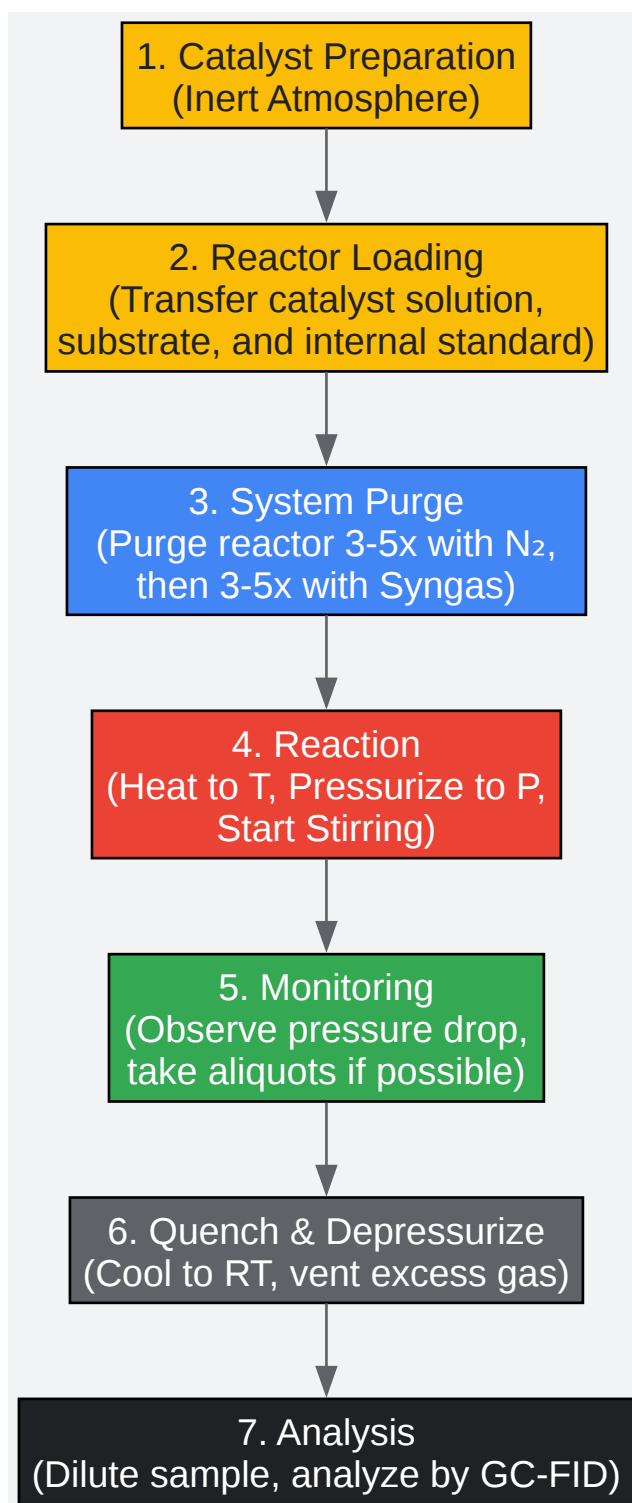 1. Catalyst Preparation
(Inert Atmosphere)
2. Reactor Loading
(Transfer catalyst solution,
substrate, and internal standard)
3. System Purge
(Purge reactor 3-5x with N₂,
then 3-5x with Syngas)
4. Reaction
(Heat to T, Pressurize to P,
Start Stirring)
5. Monitoring
(Observe pressure drop,
take aliquots if possible)
6. Quench & Depressurize
(Cool to RT, vent excess gas)
7. Analysis
(Dilute sample, analyze by GC-FID)